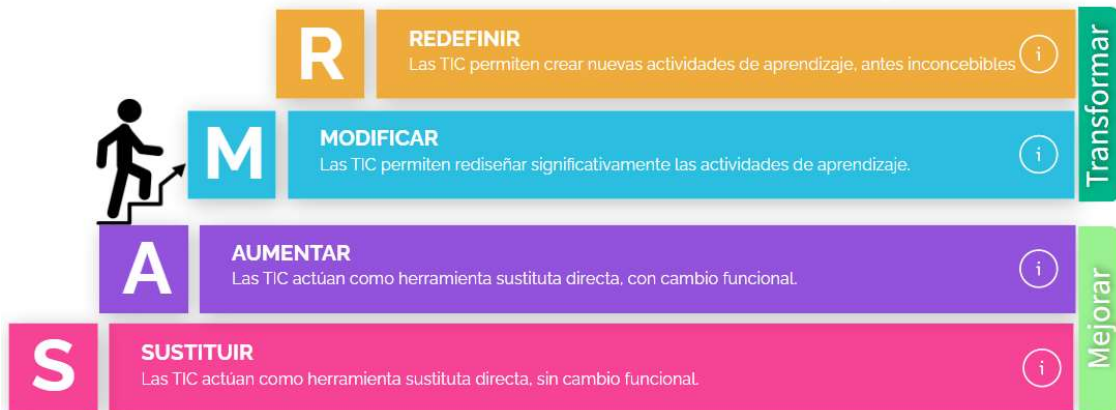 R
REDEFINIR
Las TIC permiten crear nuevas actividades de aprendizaje, antes inconcebibles
i
M
MODIFICAR
Las TIC permiten rediseñar significativamente las actividades de aprendizaje.
i
Transformar
A
AUMENTAR
Las TIC actúan como herramienta sustituta directa, con cambio funcional.
i
S
SUSTITUIR
Las TIC actúan como herramienta sustituta directa, sin cambio funcional.
i
Mejorar